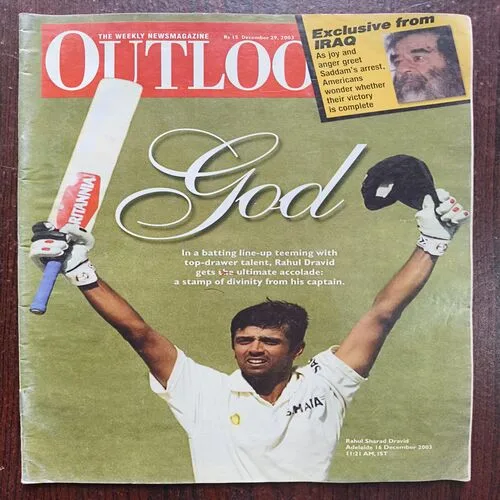 THE WEEKLY NEWSMAGAZINE
Rs 15 December 29, 2003
OUTLOO
Exclusive from
IRAQ
As joy and
anger greet
Saddam's arrest,
Americans
wonder whether
their victory
is complete
God
BRITANNIA
In a batting line-up teeming with
top-drawer talent, Rahul Dravid
gets the ultimate accolade:
a stamp of divinity from his captain.
SAHARA
Rahul Sharad Dravid
Adelaide 16 December 2003
11:21 AM, IST